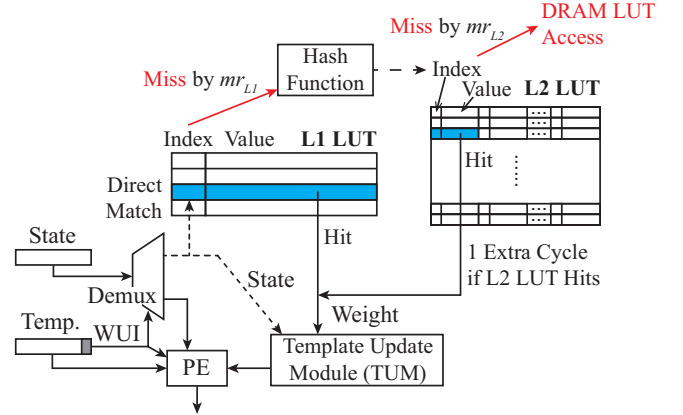 Miss by mrL2
DRAM LUT
Access
Hash
Function
Miss by mrL1
Index
Value
L2 LUT
...
...
Index Value L1 LUT
Hit
......
Direct
Match
...
...
Hit
State
State
1 Extra Cycle
if L2 LUT Hits
Demux
Temp.
WUI
Weight
PE
Template Update
Module (TUM)